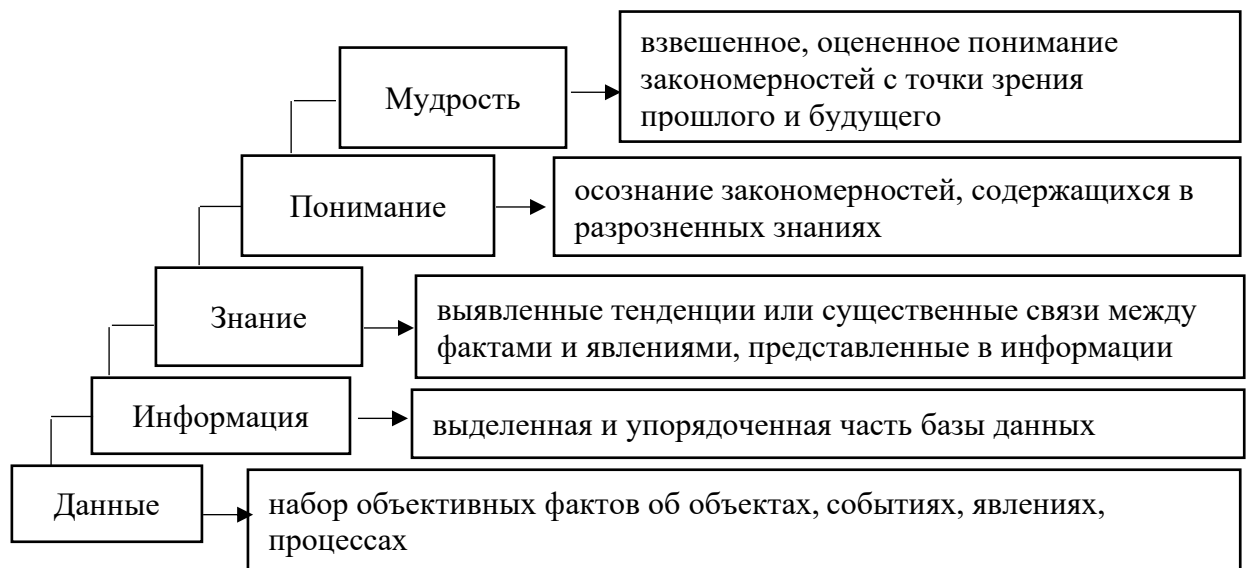 Мудрость
взвешенное, оцененное понимание
закономерностей с точки зрения
прошлого и будущего
Понимание
осознание закономерностей, содержащихся в
разрозненных знаниях
Знание
выявленные тенденции или существенные связи между
фактами и явлениями, представленные в информации
Информация
выделенная и упорядоченная часть базы данных
Данные
набор объективных фактов об объектах, событиях, явлениях,
процессах